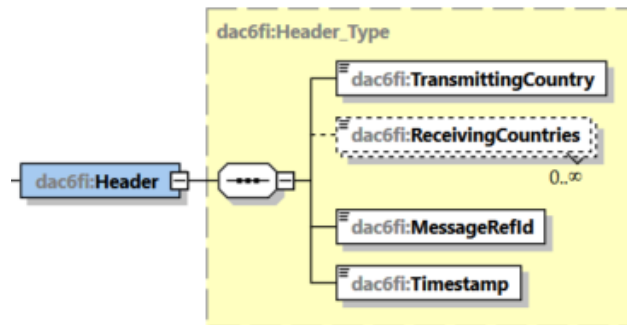 dac6fi:Header_Type
dac6fi:TransmittingCountry
dac6fi:ReceivingCountries
0..∞
dac6fi:Header
dac6fi:MessageRefId
dac6fi:Timestamp